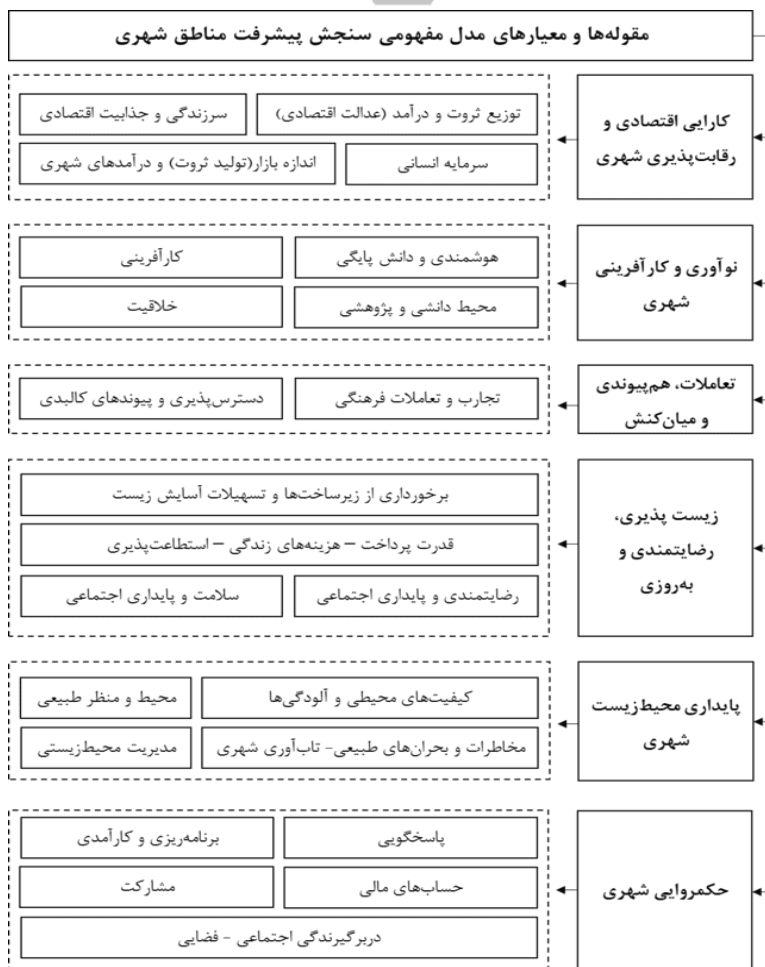 مقوله‌ها و معیارهای مدل مفهومی سنجش پیشرفت مناطق شهری
کارایی اقتصادی و
رقابت‌پذیری شهری
توزیع ثروت و درآمد (عدالت اقتصادی)
سرزندگی و جذابیت اقتصادی
سرمایه انسانی
اندازه بازار(تولید ثروت) و درآمدهای شهری
نوآوری و کارآفرینی
شهری
هوشمندی و دانش پایگی
کارآفرینی
محیط دانشی و پژوهشی
خلاقیت
تعاملات، هم‌پیوندی
و میان‌کنش
تجارب و تعاملات فرهنگی
دسترس‌پذیری و پیوندهای کالبدی
زیست پذیری،
رضایتمندی و
به‌روزی
برخورداری از زیرساخت‌ها و تسهیلات آسایش زیست
قدرت پرداخت – هزینه‌های زندگی – استطاعت‌پذیری
رضایتمندی و پایداری اجتماعی
سلامت و پایداری اجتماعی
پایداری محیط‌زیست
شهری
کیفیت‌های محیطی و آلودگی‌ها
محیط و منظر طبیعی
مخاطرات و بحران‌های طبیعی- تاب‌آوری شهری
مدیریت محیط‌زیستی
حکمروایی شهری
پاسخگویی
برنامه‌ریزی و کارآمدی
حساب‌های مالی
مشارکت
دربرگیرندگی اجتماعی - فضایی